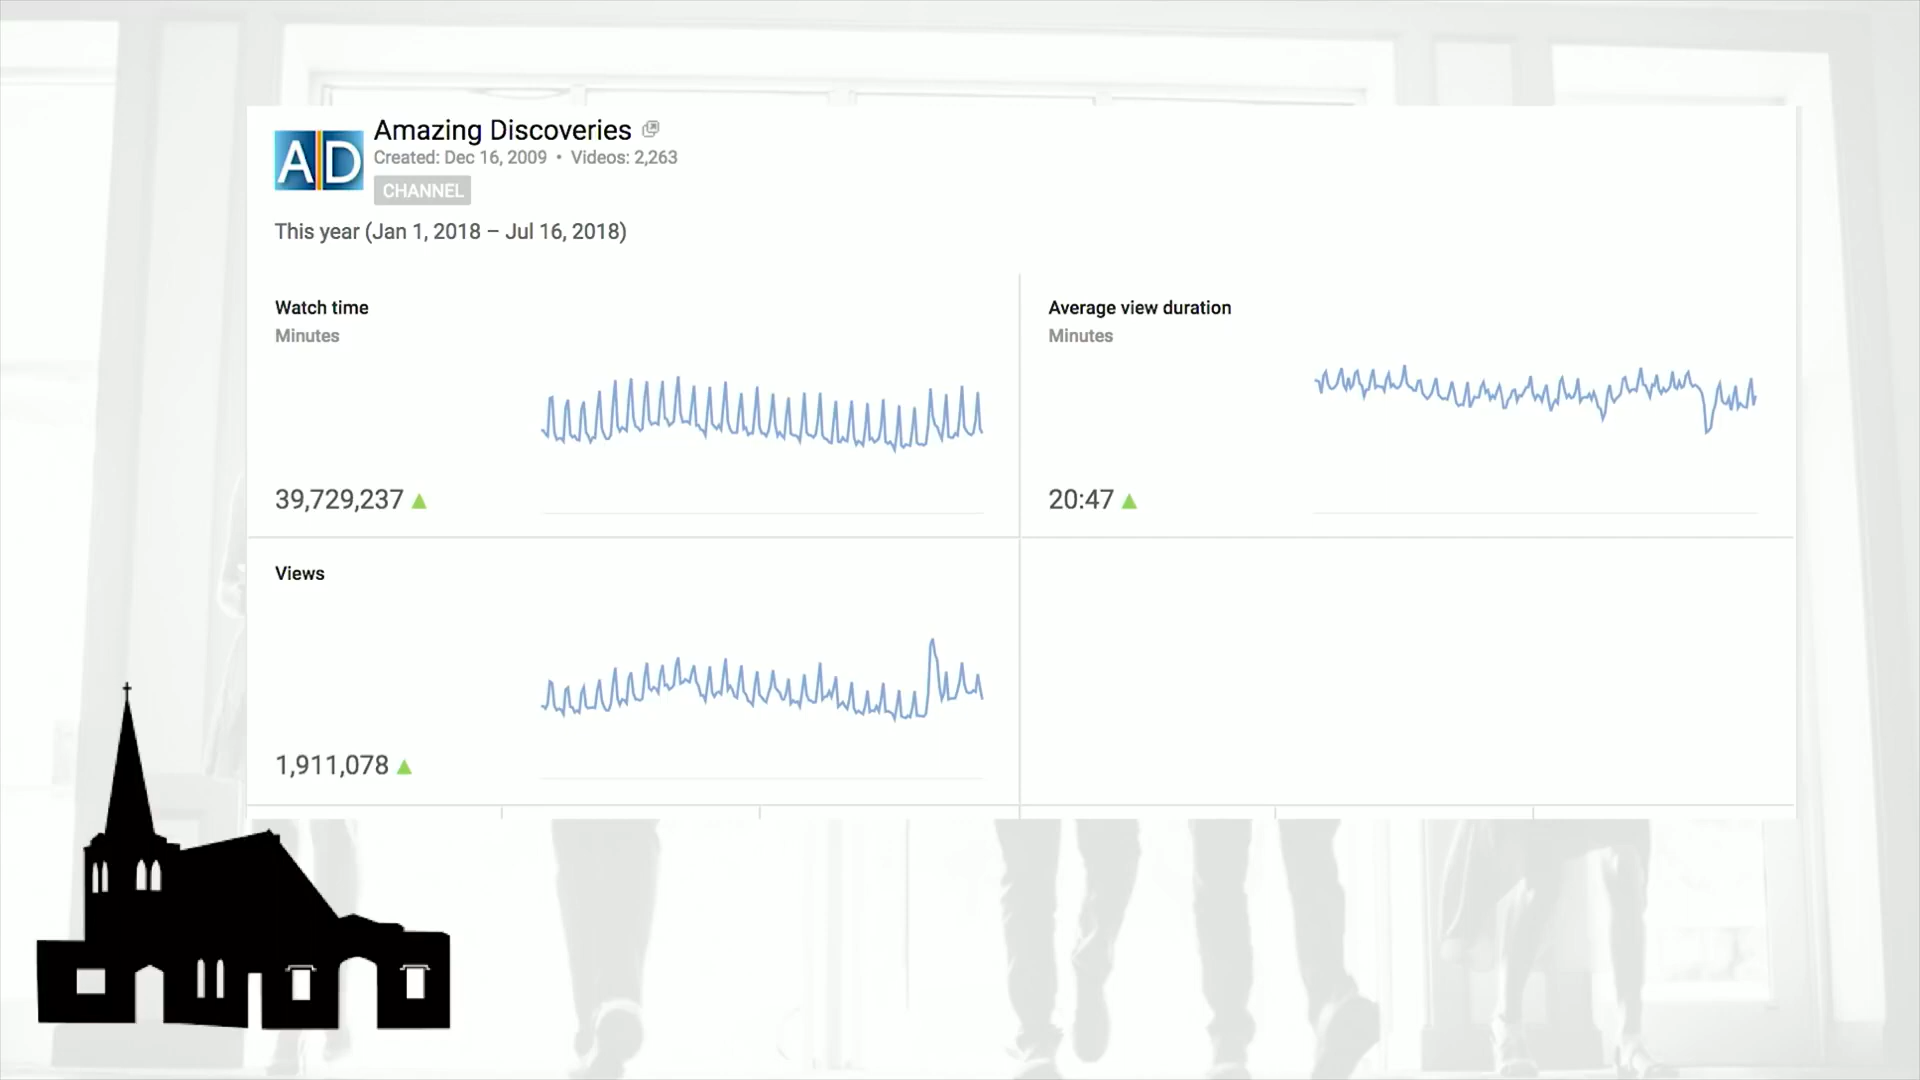 AD
Amazing Discoveries
Created: Dec 16, 2009 • Videos: 2,263
CHANNEL
This year (Jan 1, 2018 – Jul 16, 2018)
Watch time
Minutes
39,729,237
Average view duration
Minutes
20:47
Views
1,911,078